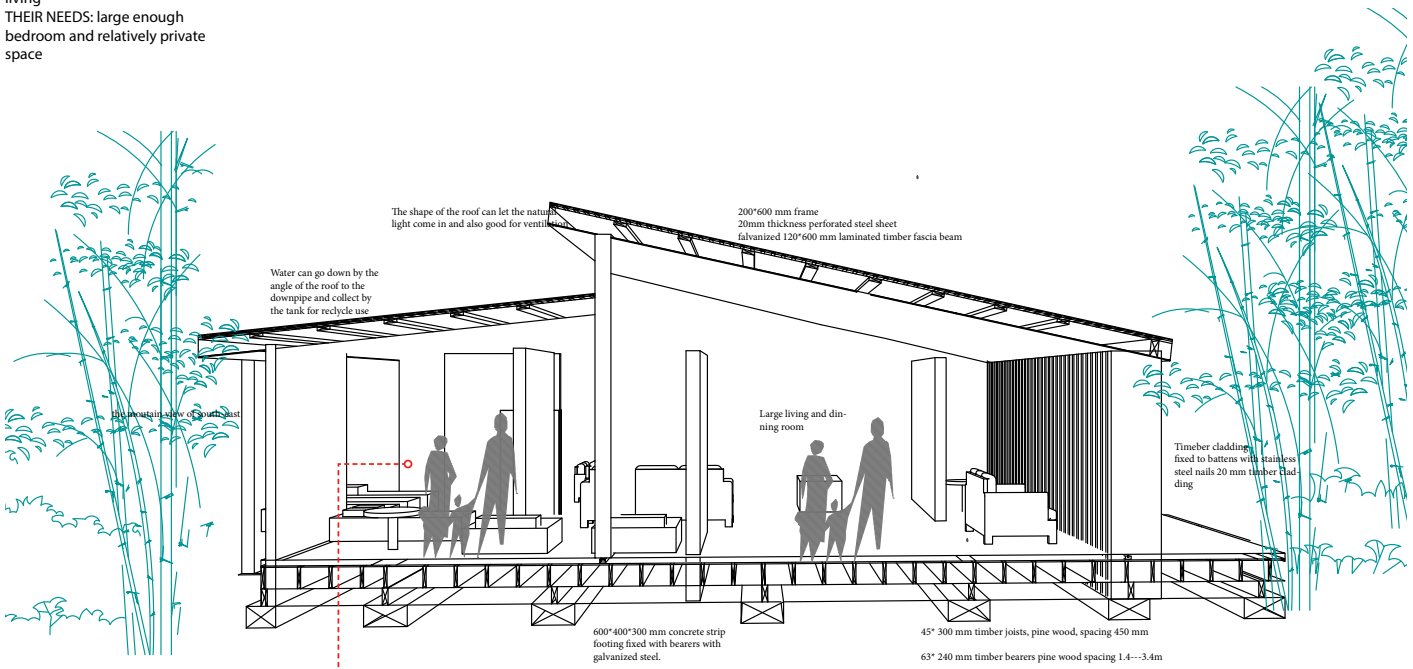 living
THEIR NEEDS: large enough
bedroom and relatively private
space
The shape of the roof can let the natural
light come in and also good for ventilation
200*600 mm frame
20mm thickness perforated steel sheet
falvanized 120*600 mm laminated timber fascia beam
Water can go down by the
angle of the roof to the
downpipe and collect by
the tank for reclycle use
the moutain view of south-east
Large living and din-
ning room
Timeber cladding
fixed to battens with stainless
steel nails 20 mm timber clad-
ding
600*400*300 mm concrete strip
footing fixed with bearers with
galvanized steel.
45* 300 mm timber joists, pine wood, spacing 450 mm
63* 240 mm timber bearers pine wood spacing 1.4---3.4m